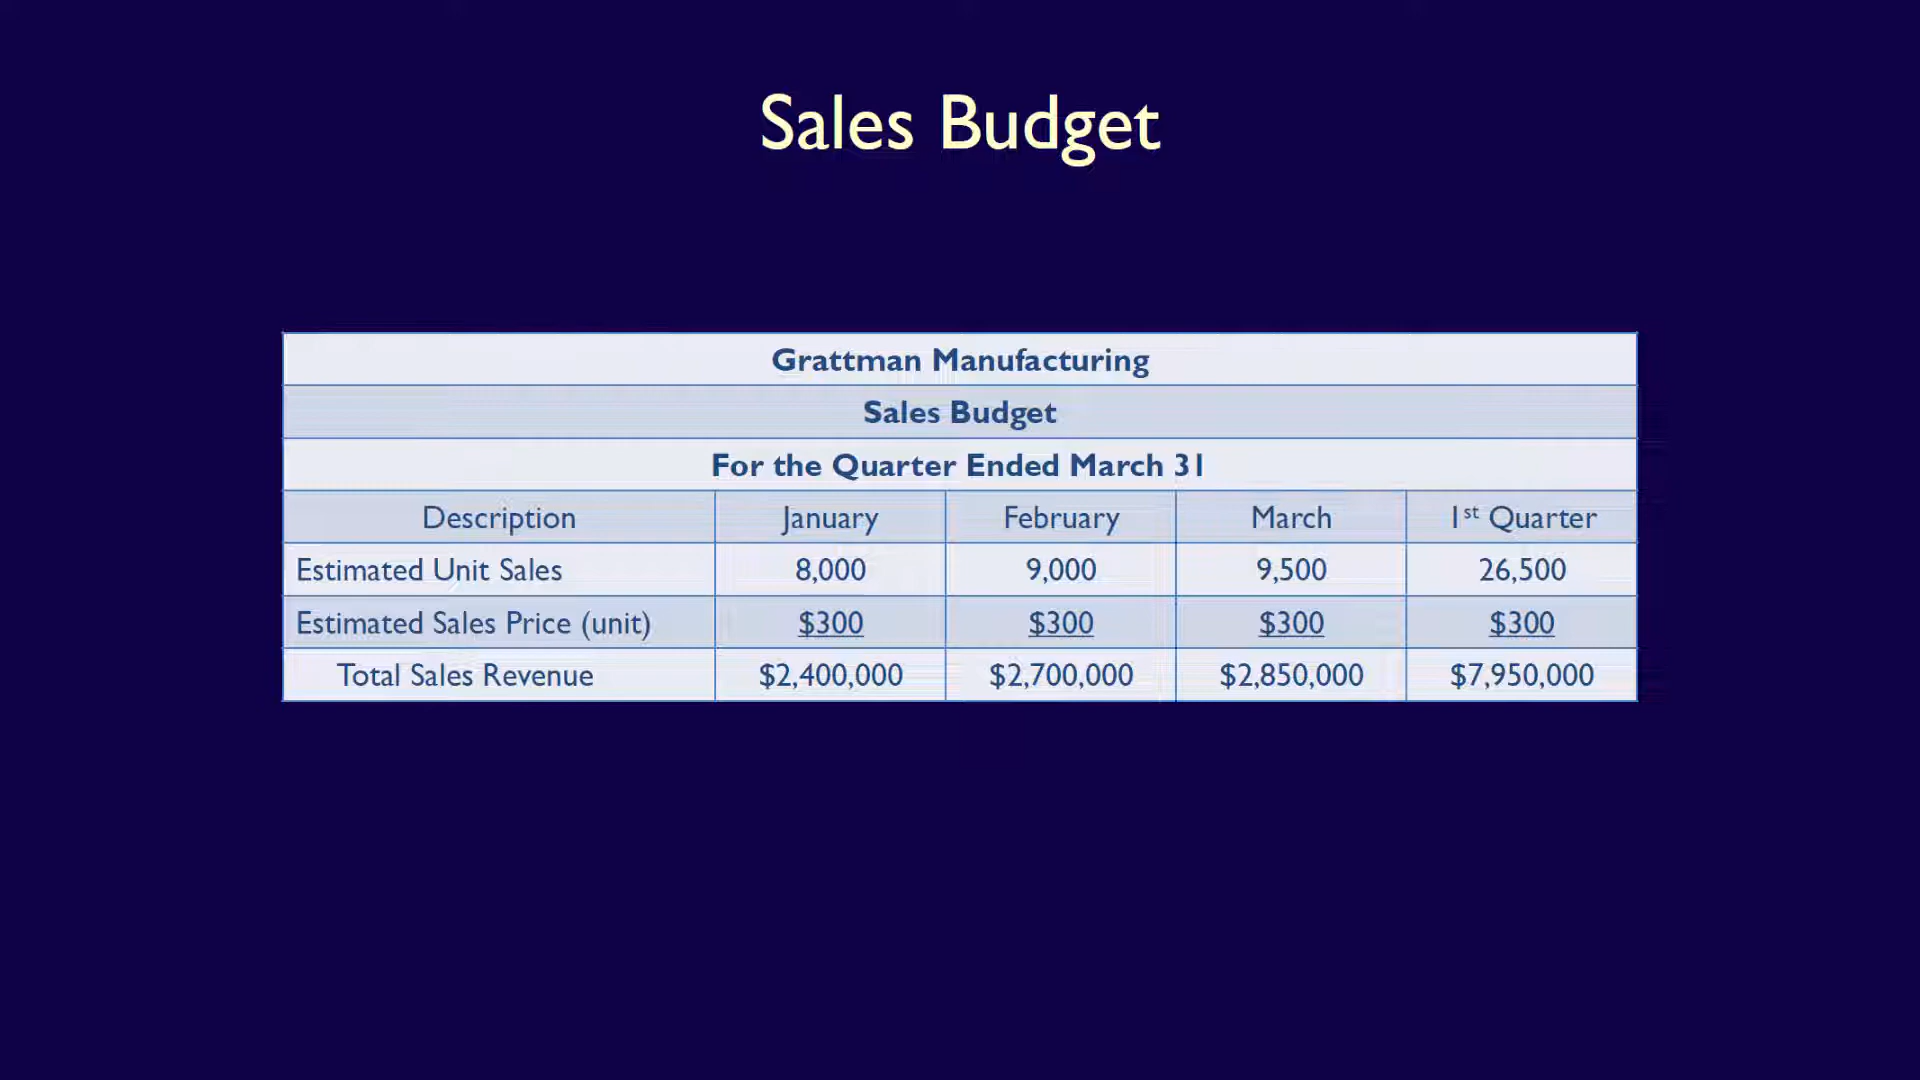 Sales Budget
Grattman Manufacturing
Sales Budget
For the Quarter Ended March 31
Description January February March 1st Quarter
Estimated Unit Sales 8,000 9,000 9,500 26,500
Estimated Sales Price (unit) $300 $300 $300 $300
Total Sales Revenue $2,400,000 $2,700,000 $2,850,000 $7,950,000